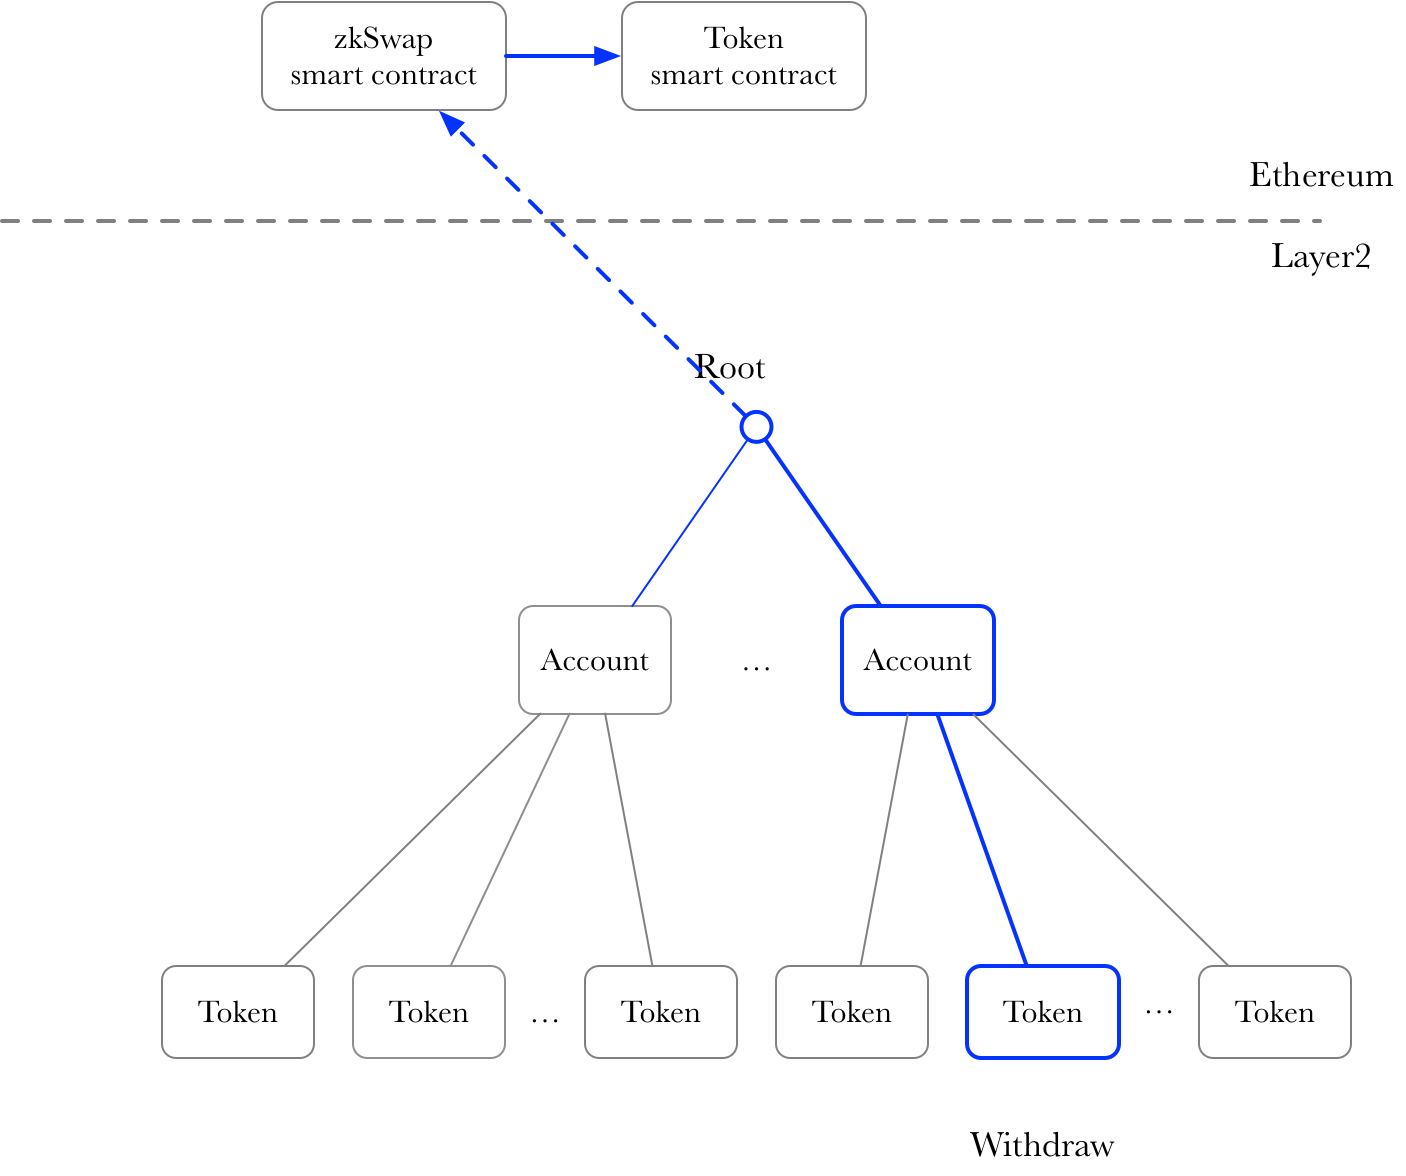 zkSwap
smart contract
Token
smart contract
Ethereum
Layer2
Root
Account
...
Account
Token
Token
...
Token
Token
Token
...
Token
Withdraw